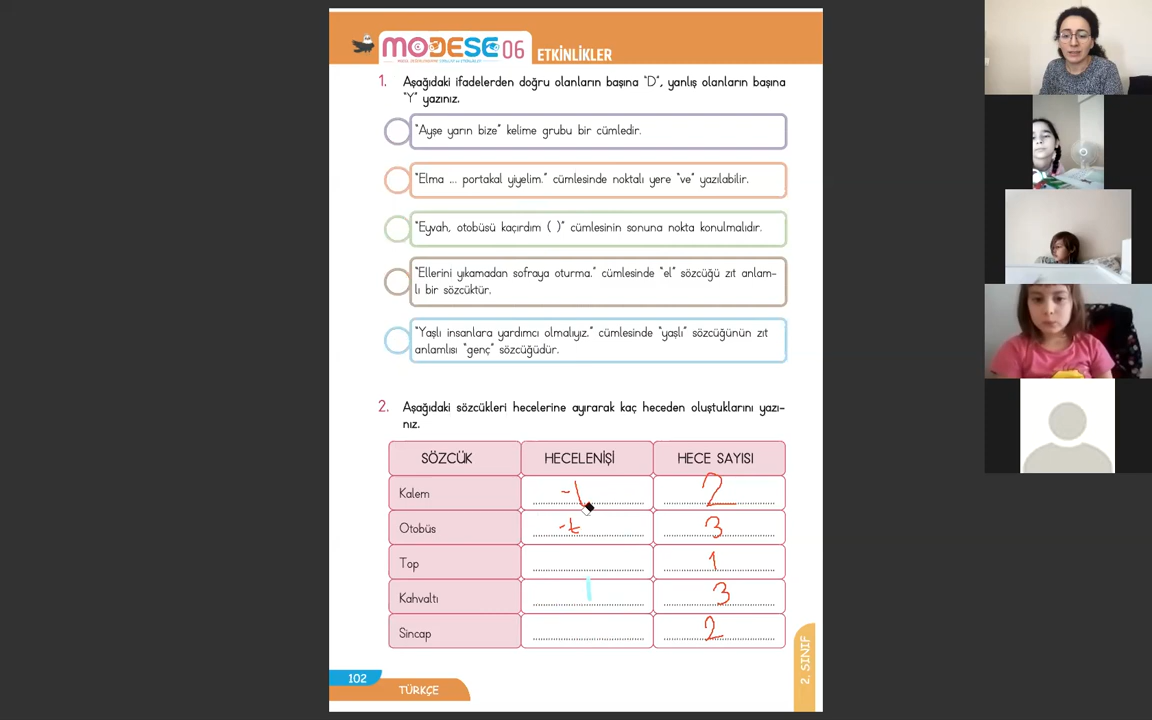 MODESE 06 ETKİNLİKLER
1. Aşağıdaki ifadelerden doğru olanların başına "D", yanlış olanların başına
"Y" yazınız.
"Ayşe yarın bize" kelime grubu bir cümledir.
"Elma ... portakal yiyelim." cümlesinde noktalı yere "ve" yazılabilir.
"Eyvah, otobüsü kaçırdım ( )" cümlesinin sonuna nokta konulmalıdır.
"Ellerini yıkamadan sofraya oturma." cümlesinde "el" sözcüğü zıt anlam-
lı bir sözcüktür.
"Yaşlı insanlara yardımcı olmalıyız." cümlesinde "yaşlı" sözcüğünün zıt
anlamlısı "genç" sözcüğüdür.
2. Aşağıdaki sözcükleri hecelerine ayırarak kaç heceden oluştuklarını yazı-
nız.
SÖZCÜK HECELENİŞİ HECE SAYISI
Kalem -l 2
Otobüs -t 3
Top 1
Kahvaltı 3
Sincap 2
2. SINIF
102
TÜRKÇE